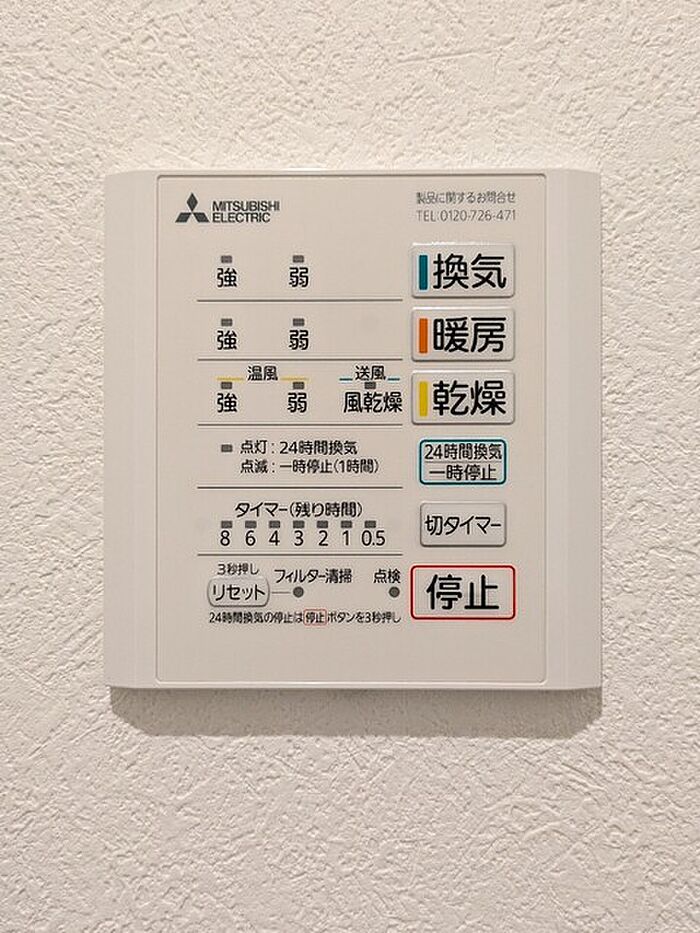 MITSUBISHI
ELECTRIC
製品に関するお問合せ
TEL:0120-726-471
強 弱 換気
強 弱 暖房
温風 送風
強 弱 風乾燥 乾燥
点灯:24時間換気
点滅:一時停止(1時間)
24時間換気
一時停止
タイマー(残り時間)
8 6 4 3 2 1 0.5
切タイマー
3秒押し
リセット フィルター清掃 点検
停止
24時間換気の停止は停止ボタンを3秒押し